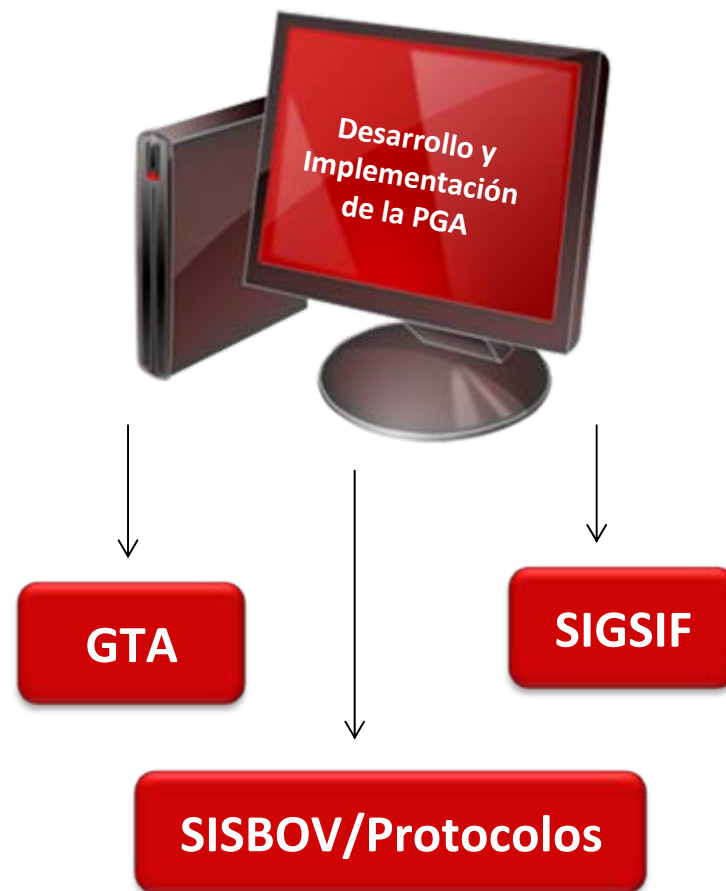 Desarrollo y
Implementación
de la PGA
GTA
SIGSIF
SISBOV/Protocolos